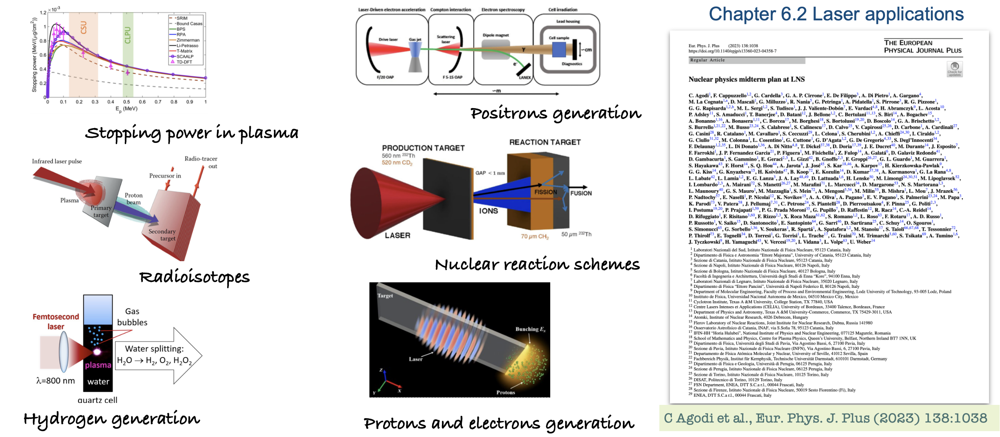 ×10⁻³
1.2
1
0.8
0.6
0.4
0.2
0
Stopping power (MeV/(μg/cm²))
CSU
CLPU
SRIM
Bound Casas
BPS
RPA
Zimmerman
Li-Petrasso
T-Matrix
SCAALP
TD-DFT
0 0.1 0.2 0.3 0.4 0.5 0.6 0.7 0.8 0.9 1
Eₚ (MeV)
Stopping power in plasma
Infrared laser pulse
Radio-tracer
out
Precursor in
Plasma
Proton
beam
Primary
target
Secondary
target
Radioisotopes
Femtosecond
laser
Gas
bubbles
Water splitting:
H₂O → H₂, O₂, H₂O₂
plasma
λ=800 nm
water
quartz cell
Hydrogen generation
Laser-Driven electron acceleration
Compton interaction
Electron spectroscopy
Cell irradiation
Drive laser
Gas jet
F/20 OAP
Scattering
laser
F 5-15 OAP
Dipole magnet
γ
e⁻
LANEX
Lead housing
Cell sample
~cm
Diagnostics
~m
Positrons generation
PRODUCTION TARGET
560 nm ²³²Th
520 nm CD₂
REACTION TARGET
GAP < 1 mm
FISSION
FUSION
IONS
LASER
70 μm CH₂
50 μm ²³²Th
Nuclear reaction schemes
Target
Bunching Eₓ
Laser
Z
Y
X
Protons
Protons and electrons generation
Chapter 6.2 Laser applications
Eur. Phys. J. Plus (2023) 138:1038
https://doi.org/10.1140/epjp/s13360-023-04358-7
THE EUROPEAN
PHYSICAL JOURNAL PLUS
Regular Article
Check for
updates
Nuclear physics midterm plan at LNS
C. Agodi¹, F. Cappuzzello¹,², G. Cardella³, G. A. P. Cirrone¹, E. De Filippo³, A. Di Pietro¹, A. Gargano⁴,
M. La Cognata¹,ᵃ, D. Mascali¹, G. Milluzzo¹, R. Nania⁵, G. Petringa¹, A. Pidatella¹, S. Pirrone³, R. G. Pizzone¹,
G. G. Rapisarda¹,²,ᵇ, M. L. Sergi¹,², S. Tudisco¹, J. J. Valiente-Dobón⁷, E. Vardaci⁴,⁸, H. Abramczyk⁹, L. Acosta¹⁰,
P. Adsley¹¹, S. Amaducci¹, T. Banerjee⁴, D. Batani¹², J. Bellone¹,², C. Bertulani¹¹,¹³, S. Biri¹⁴, A. Bogachev¹⁵,
A. Bonanno¹,¹⁶, A. Bonasera¹,¹¹, C. Borcea¹⁷, M. Borghesi¹⁸, S. Bortolussi¹⁹,²⁰, D. Boscolo¹⁴, G. A. Brischetto¹,²,
S. Burrello¹,²¹,²², M. Busso²³,²⁴, S. Calabrese¹, S. Calinescu¹⁷, D. Calvo²⁵, V. Capirossi²⁵,²⁶, D. Carbone¹, A. Cardinali²⁷,
G. Casini²⁸, R. Catalano¹, M. Cavallaro¹, S. Ceccuzzi²⁹, L. Celona¹, S. Cherubini¹,², A. Chieffi²⁴,³⁰, I. Ciraldo¹,²,
G. Ciullo³¹,³², M. Colonna¹, L. Cosentino¹, G. Cuttone¹, G. D'Agata¹,², G. De Gregorio⁴,³³, S. Degl'Innocenti³⁴,
F. Delaunay¹,²,³⁵, L. Di Donato¹,³⁶, A. Di Nitto⁴,⁸, T. Dickel³⁷,³⁸, D. Doria¹⁷,³⁹, J. E. Ducret⁴⁰, M. Durante¹⁴, J. Esposito⁷,
F. Farrokhi¹, J. P. Fernandez Garcia²¹, P. Figuera¹, M. Fisichella¹, Z. Fulop¹⁴, A. Galatá⁶, D. Galaviz Redondo⁴¹,
D. Gambacurta¹, S. Gammino¹, E. Geraci²,³, L. Gizzi⁴², B. Gnoffo²,³, F. Groppi²⁶,²⁷, G. L. Guardo¹, M. Guarrera¹,
S. Hayakawa⁴³, F. Horst¹⁴, S. Q. Hou⁴⁴, A. Jarota⁸, J. José⁴⁵, S. Kar¹⁸,⁴⁶, A. Karpov¹⁵, H. Kierzkowska-Pawlak⁹,
G. G. Kiss¹⁴, G. Knyazheva¹⁵, H. Koivisto⁴⁷, B. Koop⁷², E. Kozulin¹⁴, D. Kumar³⁷,³⁸, A. Kurmanova¹, G. La Rana⁴,⁸,
L. Labate⁴², L. Lamia¹,², E. G. Lanza³, J. A. Lay⁴⁸,⁴⁹, D. Lattuada¹,⁶, H. Lenske⁵⁰, M. Limongi²⁴,³⁰,⁵¹, M. Lipoglavsek⁵²,
I. Lombardo²,³, A. Mairani⁷², S. Manetti²⁶,²⁷, M. Marafini⁷¹, L. Marcucci³⁴, D. Margarone⁵³, N. S. Martorana¹,³,
L. Maunoury⁴⁰, G. S. Mauro¹, M. Mazzaglia¹, S. Mein⁷², A. Mengoni⁵,⁵⁴, M. Milin⁵⁵, B. Mishra¹, L. Mou⁷, J. Mrazek⁵⁶,
P. Nadtochy⁵⁷, E. Naselli¹, P. Nicolai¹², K. Novikov¹⁵, A. A. Oliva¹, A. Pagano³, E. V. Pagano¹, S. Palmerini²³,²⁴, M. Papa³,
K. Parodi⁷³, V. Patera⁵⁸, J. Pellumaj⁷,³¹, C. Petrone²⁴, S. Piantelli²⁸, D. Pierroutsakou⁴, F. Pinna²⁵, G. Politi²,³,
I. Postuma¹⁹,²⁰, P. Prajapati¹,⁵⁹, P. G. Prada Moroni³⁵, G. Pupillo⁷, D. Raffestin¹², R. Racz¹⁴, C.-A. Reidel¹⁴,
D. Rifuggiato¹, F. Risitano³,⁶⁰, F. Rizzo²,³, X. Roca Maza⁶¹,⁶², S. Romano¹,², L. Roso⁶³, F. Rotaru¹⁷, A. D. Russo¹,
P. Russotto¹, V. Saiko¹⁵, D. Santonocito¹, E. Santopinto⁶⁴, G. Sarri⁴⁶, D. Sartirana²⁵, C. Schuy¹⁴, O. Sgouros¹,
S. Simonucci⁶⁵, G. Sorbello¹,³⁶, V. Soukeras¹, R. Spartá¹, A. Spatafora¹,², M. Stanoiu¹⁷, S. Taioli⁶⁶,⁶⁷,⁶⁸, T. Tessonnier⁷²,
P. Thirolf⁷³, E. Tognelli³⁴, D. Torresi¹, G. Torrisi¹, L. Trache¹⁷, G. Traini⁷⁰, M. Trimarchi³,⁶⁰, S. Tsikata⁶⁹, A. Tumino¹,⁶,
J. Tyczkowski⁹, H. Yamaguchi⁴³, V. Vercesi¹⁹,²⁰, I. Vidana³, L. Volpe⁶³, U. Weber¹⁴
¹ Laboratori Nazionali del Sud, Istituto Nazionale di Fisica Nucleare, 95123 Catania, Italy
² Dipartimento di Fisica e Astronomia “Ettore Majorana”, University of Catania, 95123 Catania, Italy
³ Sezione di Catania, Istituto Nazionale di Fisica Nucleare, 95123 Catania, Italy
⁴ Sezione di Napoli, Istituto Nazionale di Fisica Nucleare, 80126 Napoli, Italy
⁵ Sezione di Bologna, Istituto Nazionale di Fisica Nucleare, 40127 Bologna, Italy
⁶ Facoltà di Ingegneria e Architettura, Università degli Studi di Enna “Kore”, 94100 Enna, Italy
⁷ Laboratori Nazionali di Legnaro, Istituto Nazionale di Fisica Nucleare, 35020 Legnaro, Italy
⁸ Dipartimento di Fisica “Ettore Pancini”, Università di Napoli Federico II, 80126 Napoli, Italy
⁹ Department of Molecular Engineering, Faculty of Process and Environmental Engineering, Lodz University of Technology, 93-005 Lodz, Poland
¹⁰ Instituto de Fisica, Universidad Nacional Autonoma de Mexico, 04510 Mexico City, Mexico
¹¹ Cyclotron Institute, Texas A &M University, College Station, TX 77840, USA
¹² Centre Lasers Intenses et Applications (CELIA), University of Bordeaux, 33400 Talence, Bordeaux, France
¹³ Department of Physics and Astronomy, Texas A &M University-Commerce, Commerce, TX 75429-3011, USA
¹⁴ Atomki, Institute of Nuclear Research, 4026 Debrecen, Hungary
¹⁵ Flerov Laboratory of Nuclear Reactions, Joint Institute for Nuclear Research, Dubna, Russia 141980
¹⁶ Osservatorio Astrofisico di Catania, INAF, via S.Sofia 78, 95123 Catania, Italy
¹⁷ IFIN-HH “Horia Hulubei”, National Institute of Physics and Nuclear Engineering, 077125 Magurele, Romania
¹⁸ School of Mathematics and Physics, Centre for Plasma Physics, Queen's University, Belfast, Northern Ireland BT7 1NN, UK
¹⁹ Dipartimento di Fisica, Università degli Studi di Pavia, Via Agostino Bassi, 6, 27100 Pavia, Italy
²⁰ Sezione di Pavia, Istituto Nazionale di Fisica Nucleare (INFN), Via Agostino Bassi, 6, 27100 Pavia, Italy
²¹ Departamento de Física Atómica Molecular y Nuclear, University of Seville, 41012 Sevilla, Spain
²² Fachbereich Physik, Institut für Kernphysik, Technische Universität Darmstadt, 610101 Darmstadt, Germany
²³ Dipartimento di Fisica e Geologia, Università di Perugia, 06125 Perugia, Italy
²⁴ Sezione di Perugia, Istituto Nazionale di Fisica Nucleare, 06125 Perugia, Italy
²⁵ Sezione di Torino, Istituto Nazionale di Fisica Nucleare, 10125 Torino, Italy
²⁶ DISAT, Politecnico di Torino, 10129 Torino, Italy
²⁷ FSN Department, ENEA, DTT S.C.a r.l., 00044 Frascati, Italy
²⁸ Sezione di Firenze, Istituto Nazionale di Fisica Nucleare, 50019 Sesto Fiorentino (Fi), Italy
²⁹ ENEA, DTT S.C.a r.l., 00044 Frascati, Italy
C Agodi et al., Eur. Phys. J. Plus (2023) 138:1038